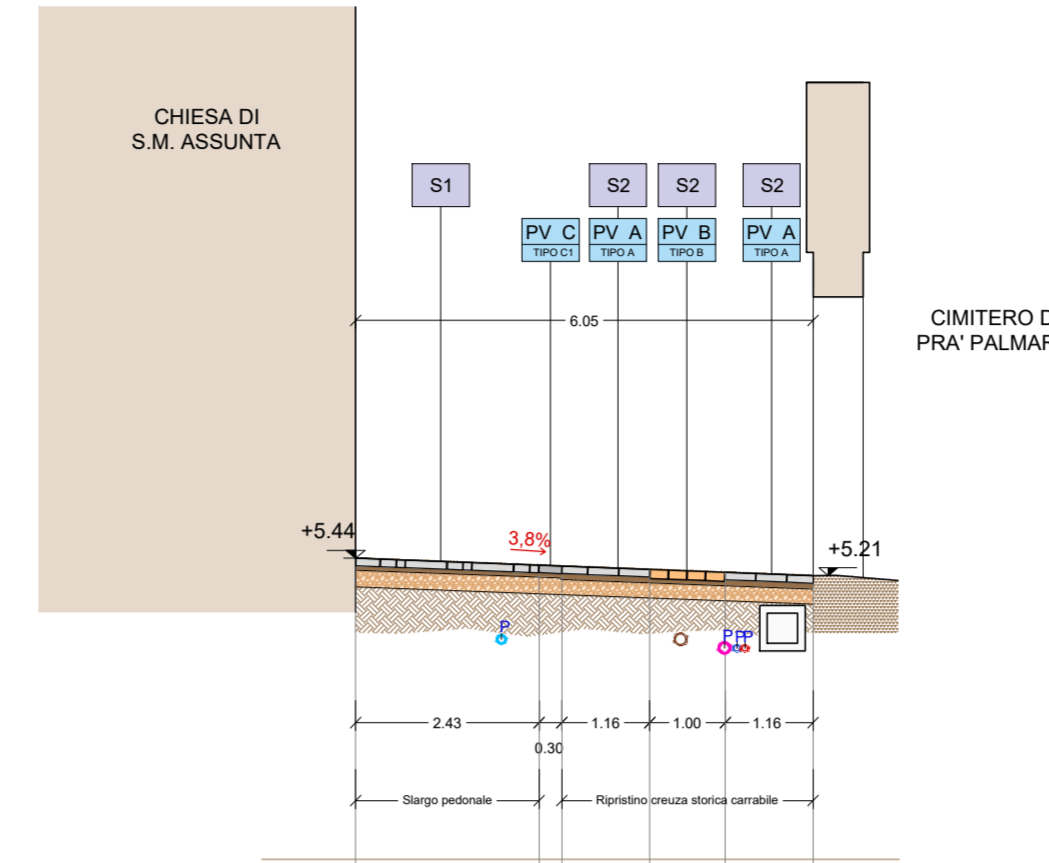 CHIESA DI
S.M. ASSUNTA
S1
S2
S2
S2
PV C
TIPO C1
PV A
TIPO A
PV B
TIPO B
PV A
TIPO A
6.05
CIMITERO D
PRA' PALMAR
+5.44
3,8%
+5.21
P
P
P
P
2.43
0.30
1.16
1.00
1.16
Slargo pedonale
Ripristino creuza storica carrabile